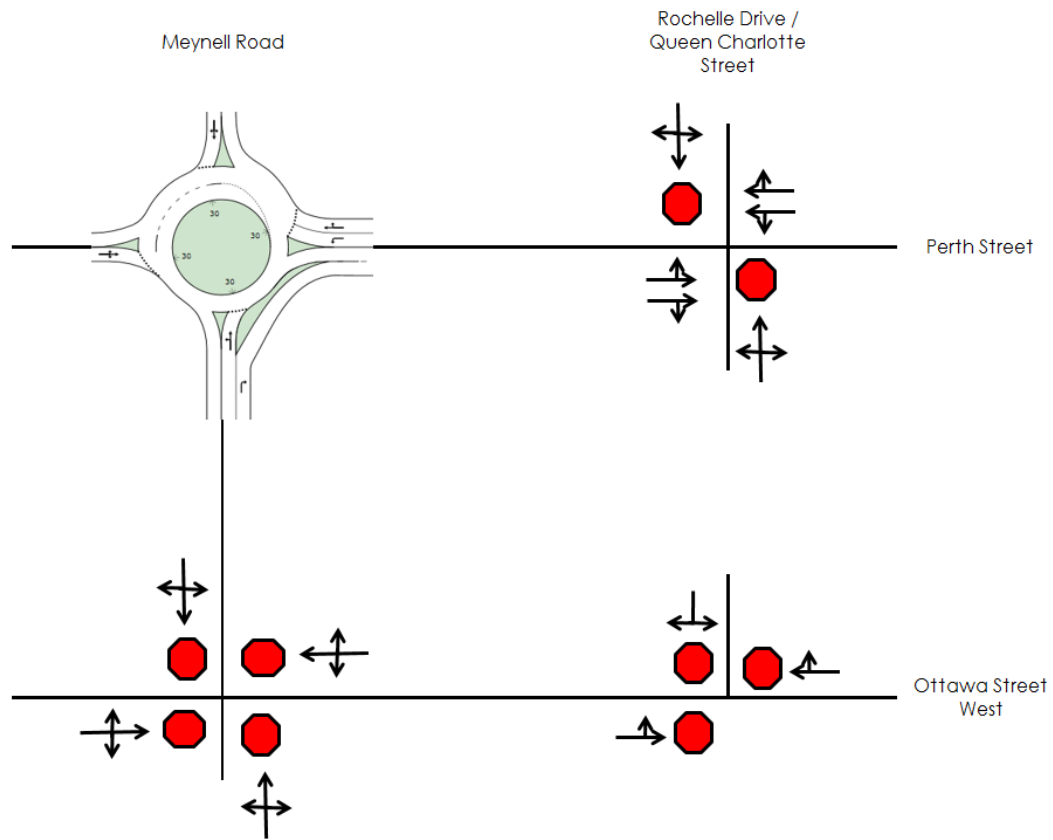 Meynell Road
Rochelle Drive /
Queen Charlotte
Street
30
30
30
30
Perth Street
Ottawa Street
West